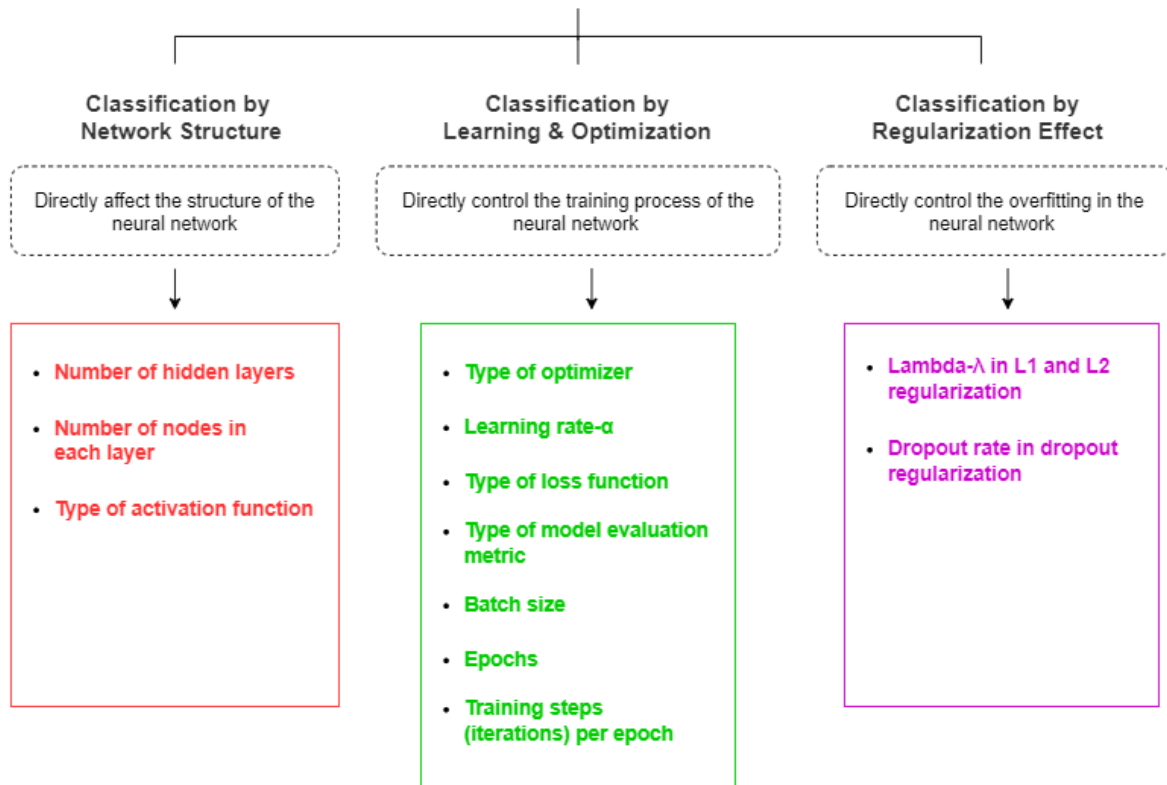 Classification by
Network Structure
Directly affect the structure of the
neural network
Number of hidden layers
Number of nodes in
each layer
Type of activation function
Classification by
Learning & Optimization
Directly control the training process of the
neural network
Type of optimizer
Learning rate-α
Type of loss function
Type of model evaluation
metric
Batch size
Epochs
Training steps
(iterations) per epoch
Classification by
Regularization Effect
Directly control the overfitting in the
neural network
Lambda-λ in L1 and L2
regularization
Dropout rate in dropout
regularization